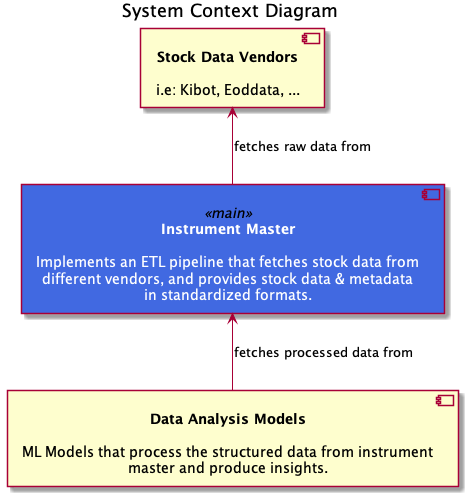 System Context Diagram
Stock Data Vendors
i.e: Kibot, Eoddata, ...
fetches raw data from
«main»
Instrument Master
Implements an ETL pipeline that fetches stock data from
different vendors, and provides stock data & metadata
in standardized formats.
fetches processed data from
Data Analysis Models
ML Models that process the structured data from instrument
master and produce insights.